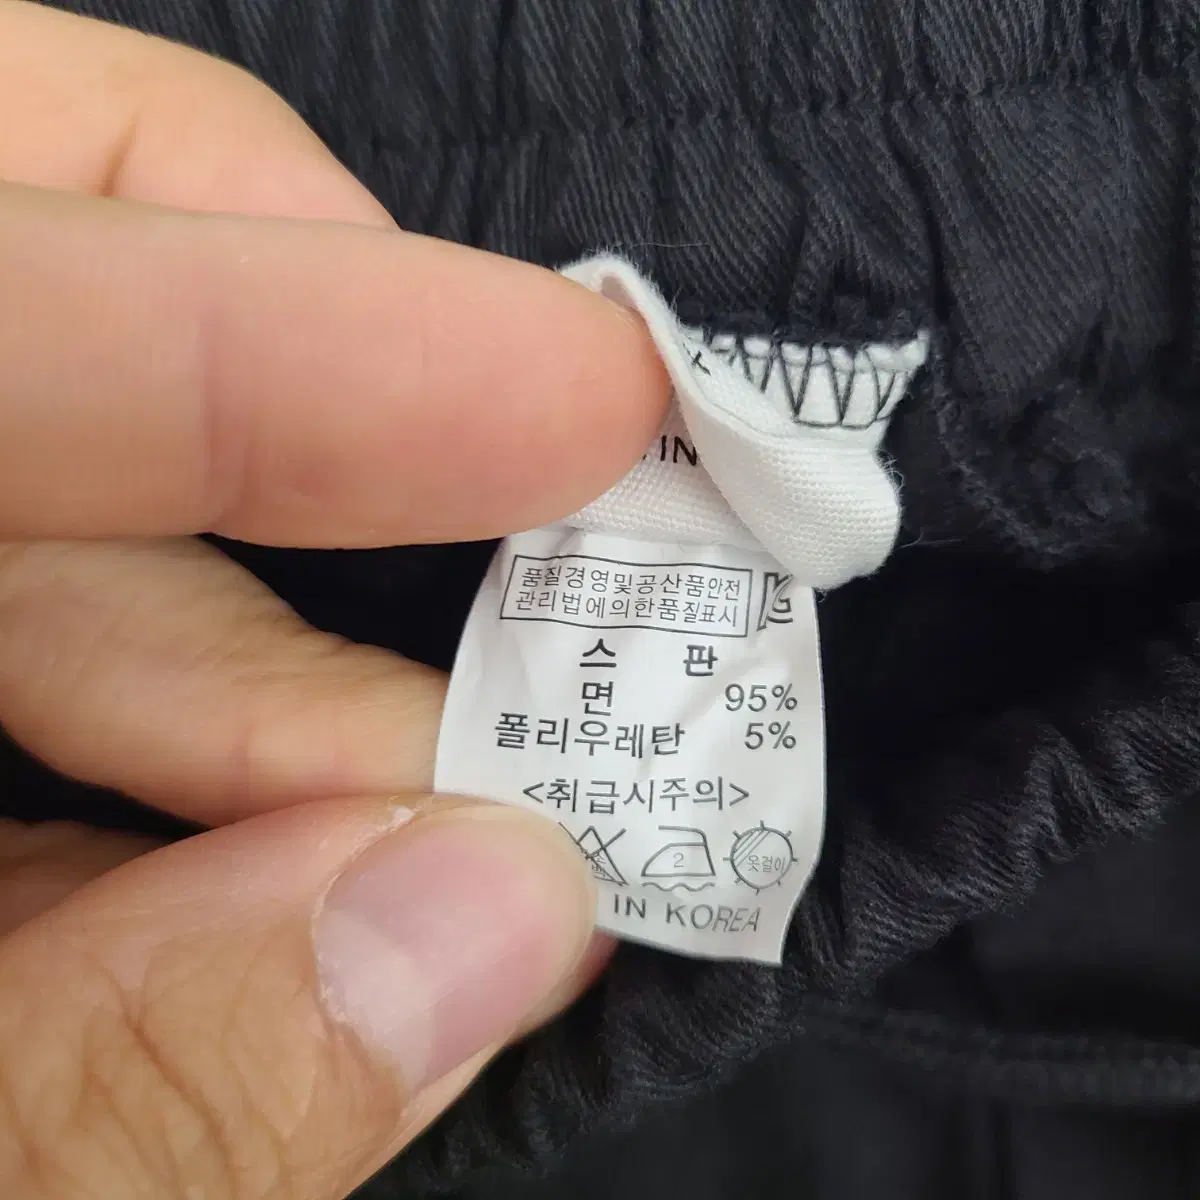 IN
품질경영및공산품안전
관리법에의한품질표시
스 판
면 95%
폴리우레탄 5%
<취급시주의>
2 옷걸이
IN KOREA